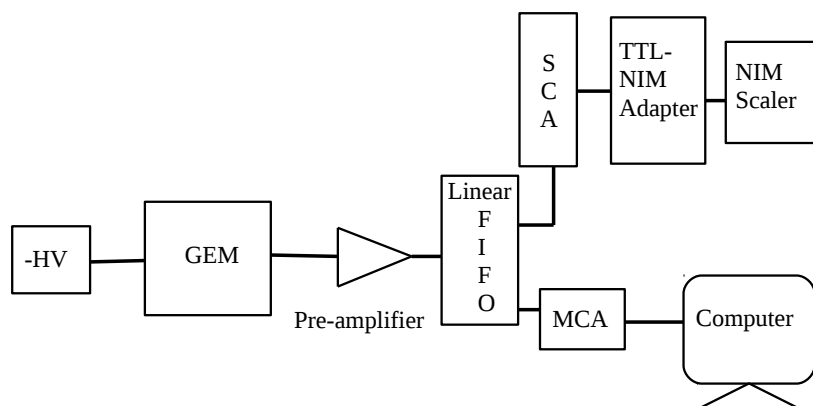 -HV
GEM
Pre-amplifier
Linear
F
I
F
O
S
C
A
TTL-
NIM
Adapter
NIM
Scaler
MCA
Computer